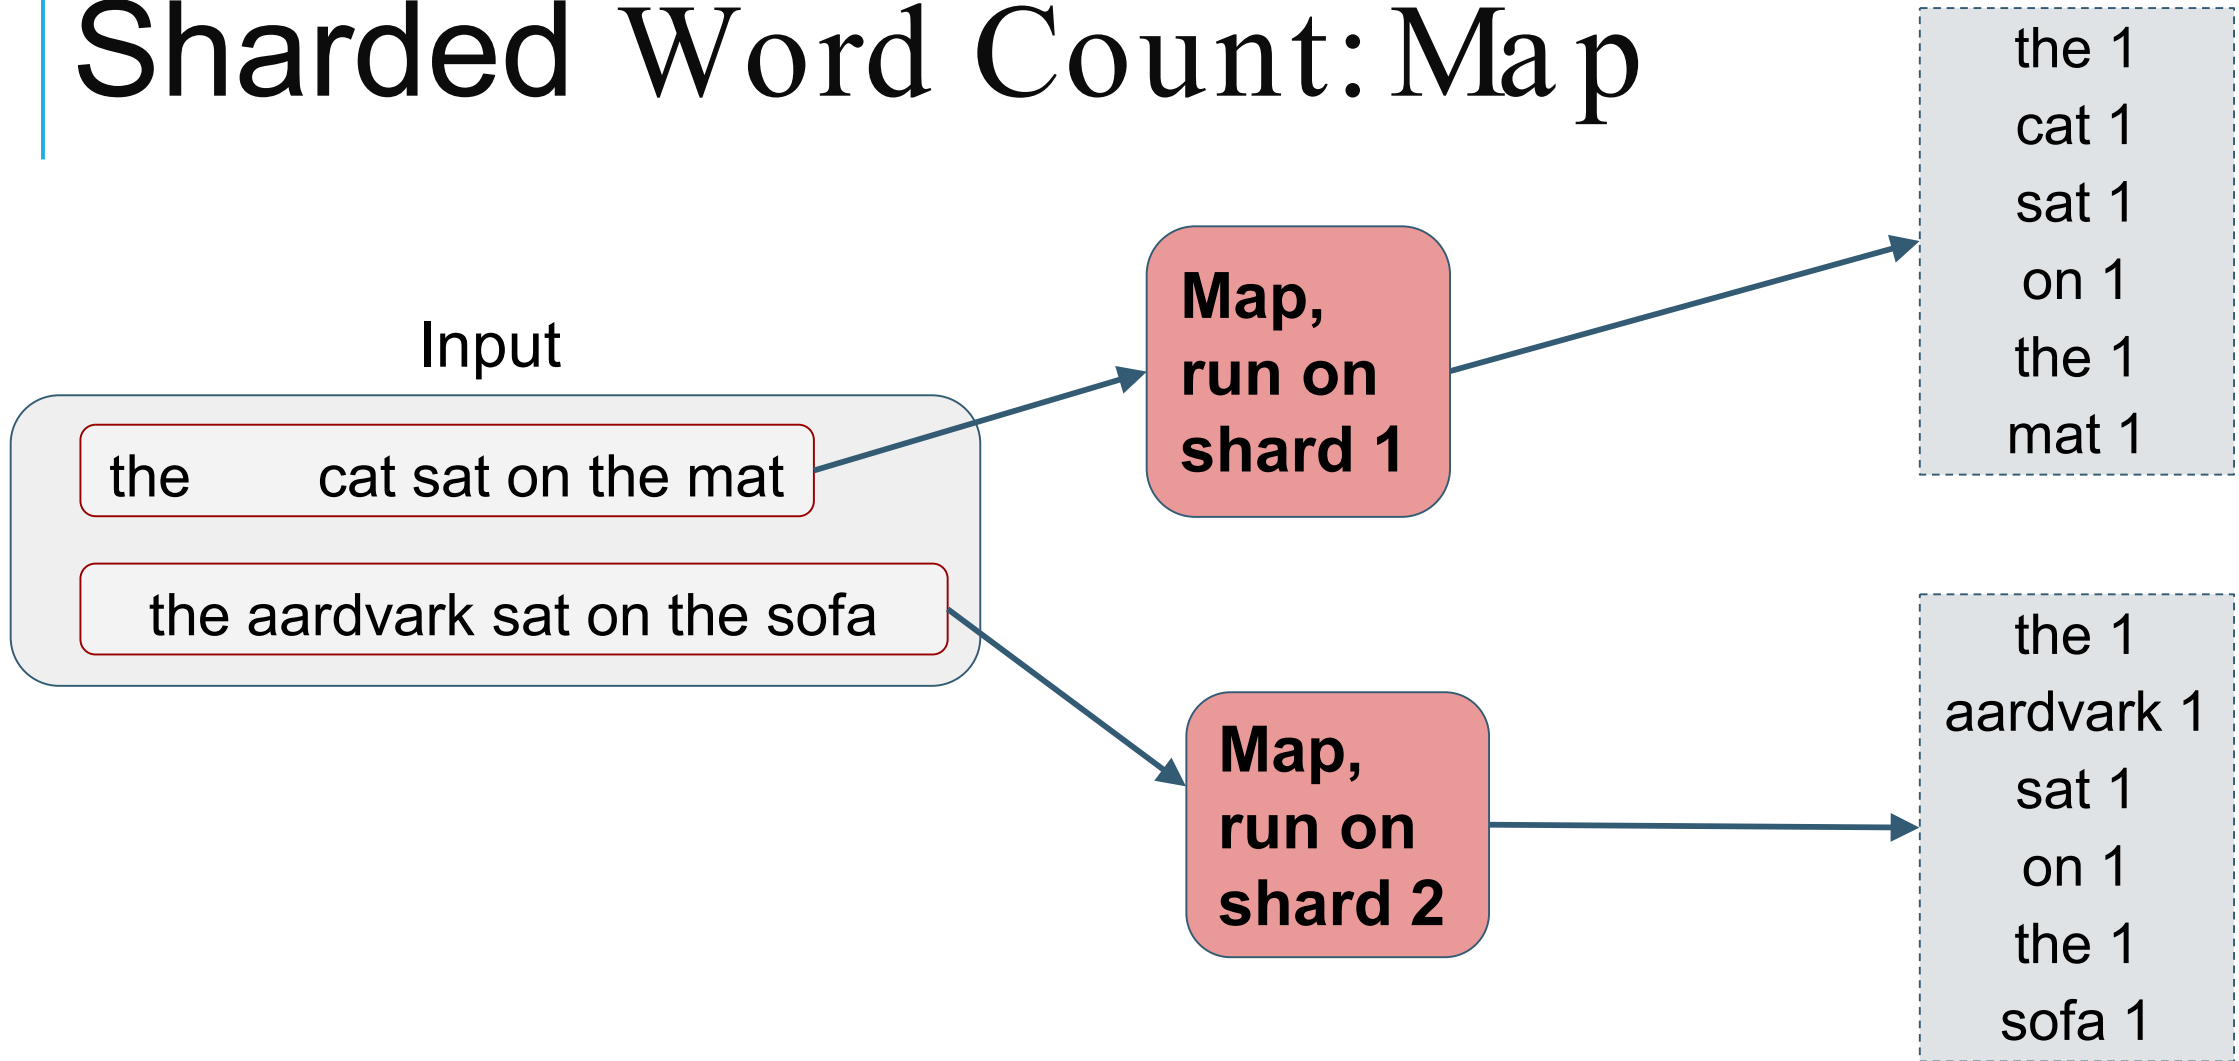 Sharded Word Count: Map
Input
the cat sat on the mat
the aardvark sat on the sofa
Map,
run on
shard 1
Map,
run on
shard 2
the 1
cat 1
sat 1
on 1
the 1
mat 1
the 1
aardvark 1
sat 1
on 1
the 1
sofa 1